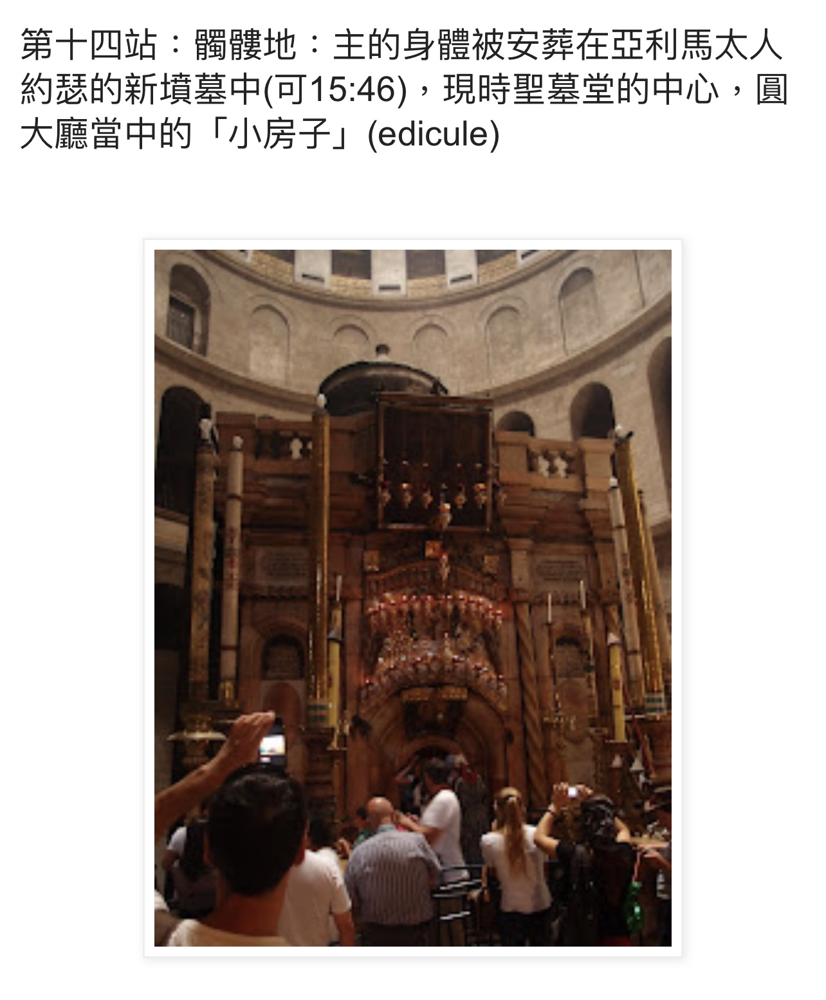 第十四站：髑髏地：主的身體被安葬在亞利馬太人
約瑟的新墳墓中(可15:46)，現時聖墓堂的中心，圓
大廳當中的「小房子」(edicule)